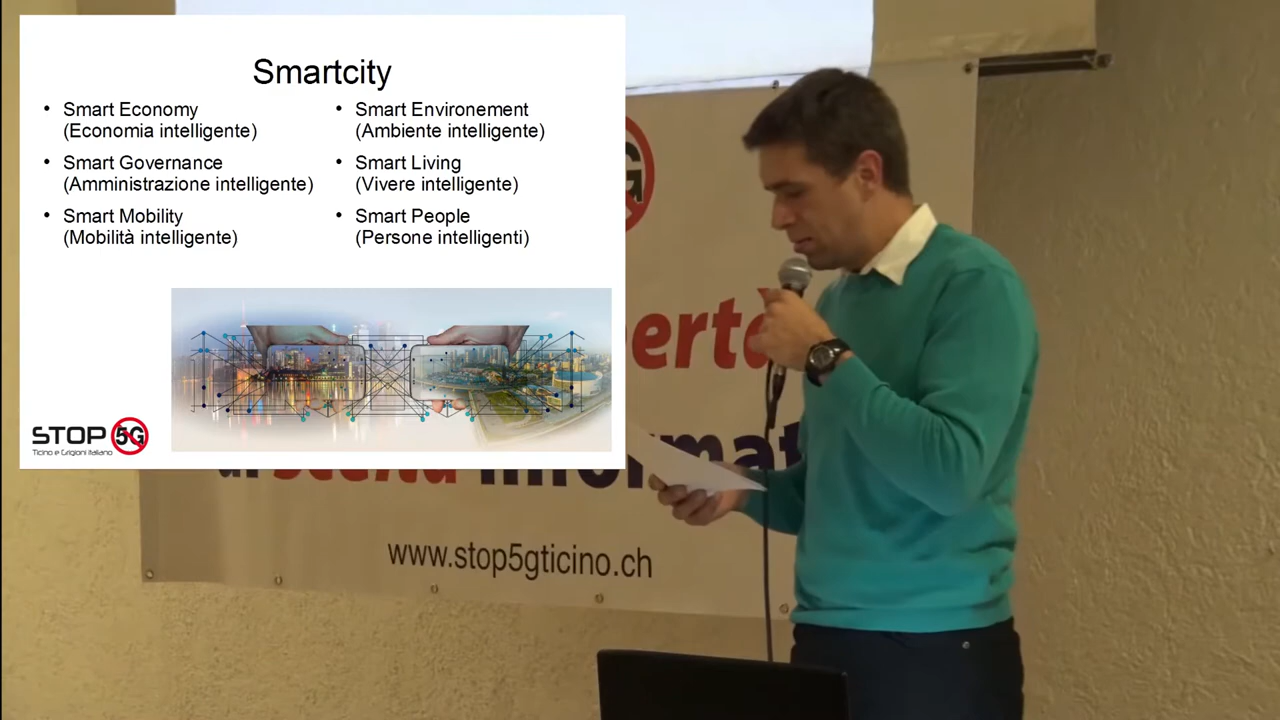 Smartcity
• Smart Economy
(Economia intelligente)
• Smart Governance
(Amministrazione intelligente)
• Smart Mobility
(Mobilità intelligente)
• Smart Environement
(Ambiente intelligente)
• Smart Living
(Vivere intelligente)
• Smart People
(Persone intelligenti)
STOP 5G
Ticino e Grigioni italiano
www.stop5gticino.ch